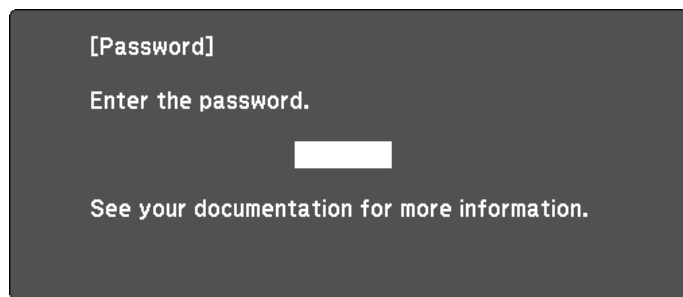 [Password]
Enter the password.
See your documentation for more information.